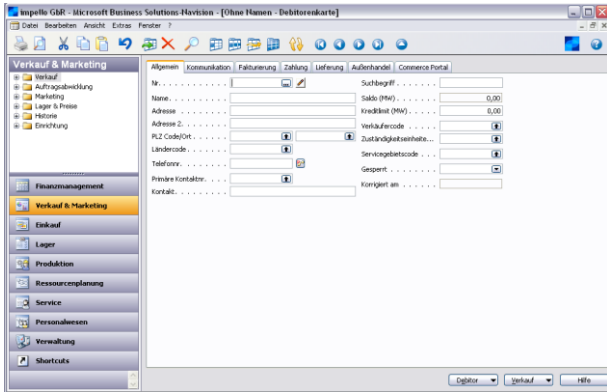 impello GbR - Microsoft Business Solutions-Navision - [Ohne Namen - Debitorenkarte]
Datei Bearbeiten Ansicht Extras Fenster ?
Verkauf & Marketing
Verkauf
Auftragsabwicklung
Marketing
Lager & Preise
Historie
Einrichtung
Finanzmanagement
Verkauf & Marketing
Einkauf
Lager
Produktion
Ressourcenplanung
Service
Personalwesen
Verwaltung
Shortcuts
Allgemein Kommunikation Fakturierung Zahlung Lieferung Außenhandel Commerce Portal
Nr. . . . . . . . . . . .
Name. . . . . . . . . .
Adresse . . . . . . . .
Adresse 2. . . . . . . .
PLZ Code/Ort . . . . .
Ländercode. . . . . . .
Telefonnr. . . . . . . .
Primäre Kontaktnr. . . .
Kontakt. . . . . . . . .
Suchbegriff . . . . . .
Saldo (MW) . . . . . . 0,00
Kreditlimit (MW) . . . . 0,00
Verkäufercode . . . . .
Zuständigkeitseinheite...
Servicegebietscode . . .
Gesperrt . . . . . . . .
Korrigiert am . . . . .
Debitor Verkauf Hilfe